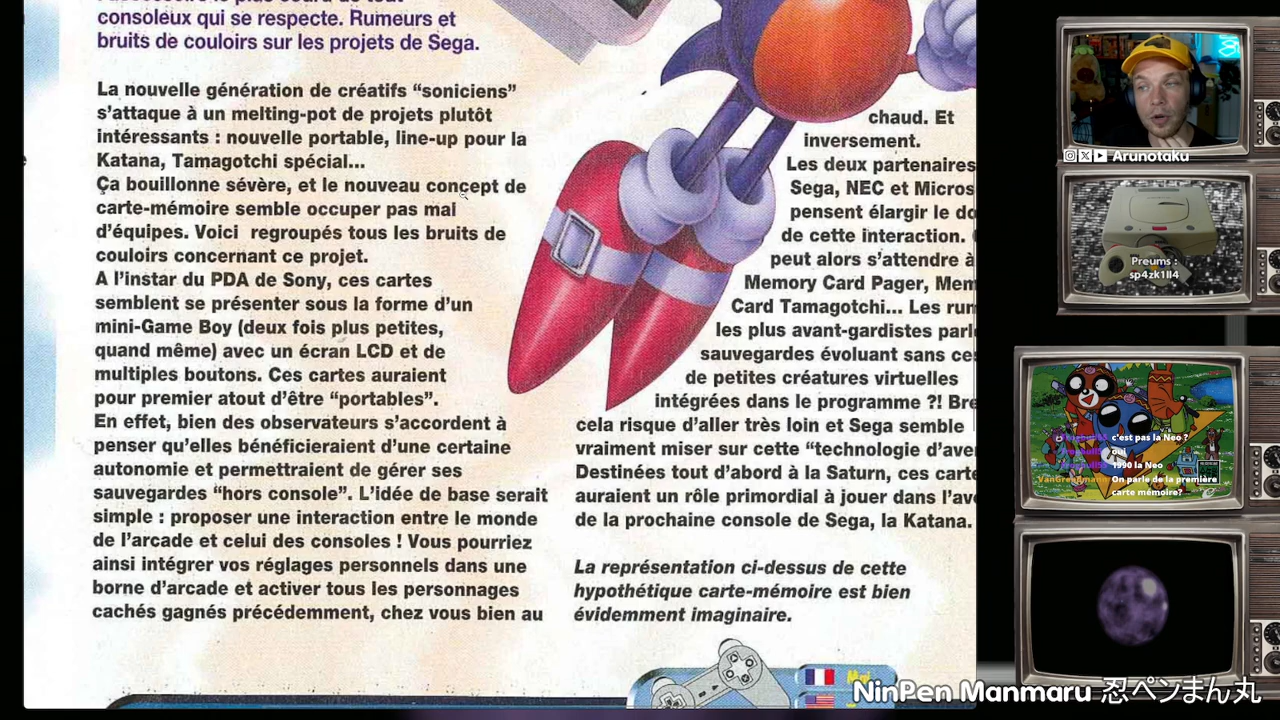 consoleux qui se respecte. Rumeurs et
bruits de couloirs sur les projets de Sega.
La nouvelle génération de créatifs “soniciens”
s’attaque à un melting-pot de projets plutôt
intéressants : nouvelle portable, line-up pour la
Katana, Tamagotchi spécial...
Ça bouillonne sévère, et le nouveau concept de
carte-mémoire semble occuper pas mal
d’équipes. Voici regroupés tous les bruits de
couloirs concernant ce projet.
A l’instar du PDA de Sony, ces cartes
semblent se présenter sous la forme d’un
mini-Game Boy (deux fois plus petites,
quand même) avec un écran LCD et de
multiples boutons. Ces cartes auraient
pour premier atout d’être “portables”.
En effet, bien des observateurs s’accordent à
penser qu’elles bénéficieraient d’une certaine
autonomie et permettraient de gérer ses
sauvegardes “hors console”. L’idée de base serait
simple : proposer une interaction entre le monde
de l’arcade et celui des consoles ! Vous pourriez
ainsi intégrer vos réglages personnels dans une
borne d’arcade et activer tous les personnages
cachés gagnés précédemment, chez vous bien au
chaud. Et
inversement.
Les deux partenaires
Sega, NEC et Micros
pensent élargir le do
de cette interaction.
peut alors s’attendre à
Memory Card Pager, Mem
Card Tamagotchi... Les rum
les plus avant-gardistes parl
sauvegardes évoluant sans ces
de petites créatures virtuelles
intégrées dans le programme ?! Bre
cela risque d’aller très loin et Sega semble
vraiment miser sur cette “technologie d’ave
Destinées tout d’abord à la Saturn, ces carte
auraient un rôle primordial à jouer dans l’ave
de la prochaine console de Sega, la Katana.
La représentation ci-dessus de cette
hypothétique carte-mémoire est bien
évidemment imaginaire.
Arunotaku
Preums :
sp4zk1ll4
c'est pas la Neo ?
oui
1990 la Neo
On parle de la première
carte mémoire?
NinPen Manmaru 忍ペンまん丸